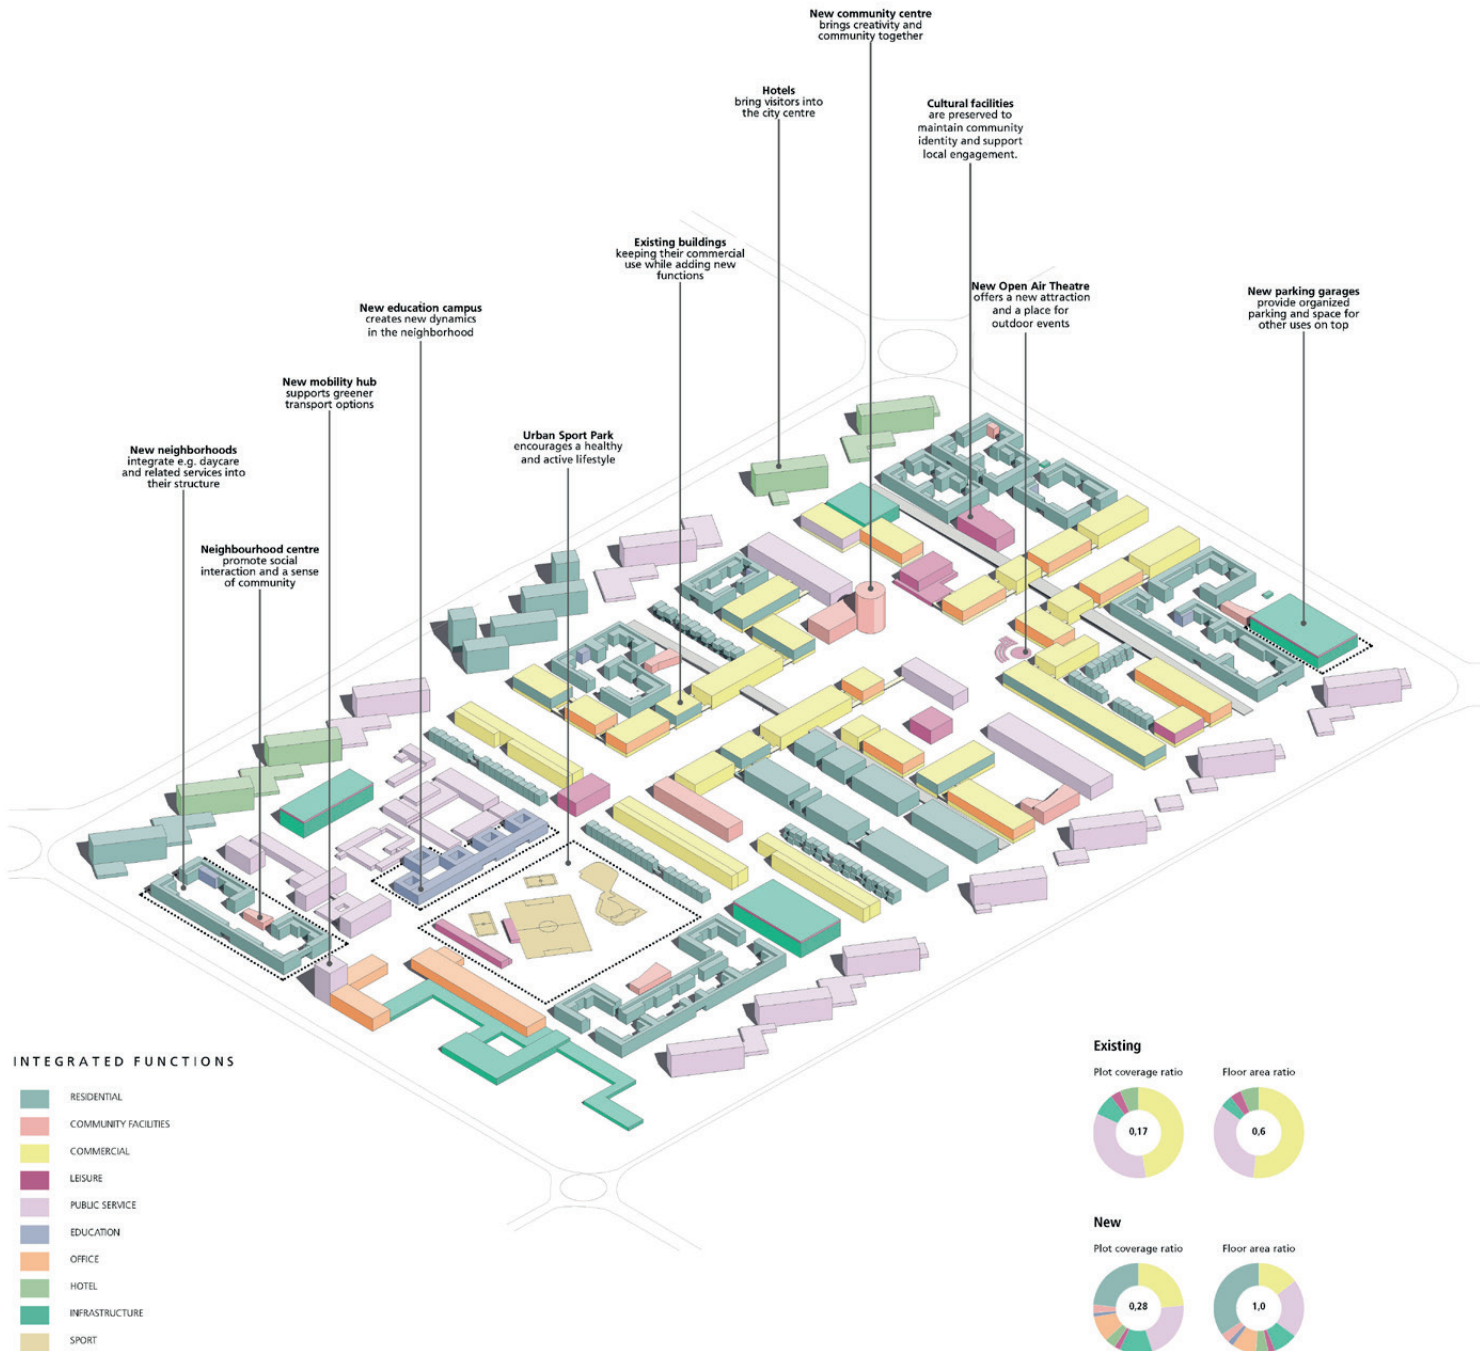 New community centre
brings creativity and
community together
Hotels
bring visitors into
the city centre
Cultural facilities
are preserved to
maintain community
identity and support
local engagement.
Existing buildings
keeping their commercial
use while adding new
functions
New Open Air Theatre
offers a new attraction
and a place for
outdoor events
New parking garages
provide organized
parking and space for
other uses on top
New education campus
creates new dynamics
in the neighborhood
New mobility hub
supports greener
transport options
Urban Sport Park
encourages a healthy
and active lifestyle
New neighborhoods
integrate e.g. daycare
and related services into
their structure
Neighbourhood centre
promote social
interaction and a sense
of community
INTEGRATED FUNCTIONS
RESIDENTIAL
COMMUNITY FACILITIES
COMMERCIAL
LEISURE
PUBLIC SERVICE
EDUCATION
OFFICE
HOTEL
INFRASTRUCTURE
SPORT
Existing
Plot coverage ratio
Floor area ratio
0,17
0,6
New
Plot coverage ratio
Floor area ratio
0,28
1,0